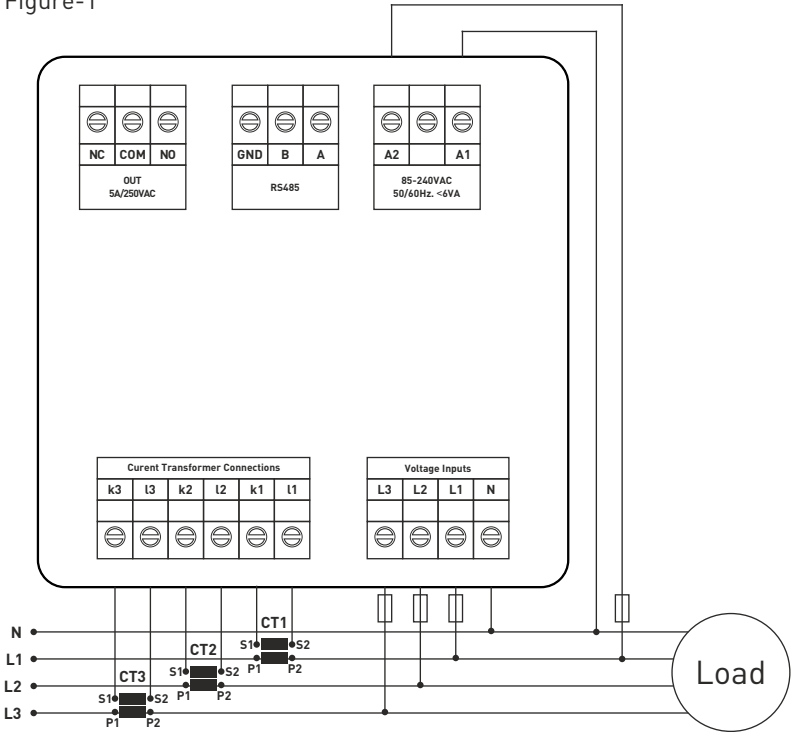 Figure-1
NC COM NO
OUT
5A/250VAC
GND B A
RS485
A2 A1
85-240VAC
50/60Hz. <6VA
Curent Transformer Connections
k3 l3 k2 l2 k1 l1
Voltage Inputs
L3 L2 L1 N
N
L1
L2
L3
CT1
S1 S2
P1 P2
CT2
S1 S2
P1 P2
CT3
S1 S2
P1 P2
Load